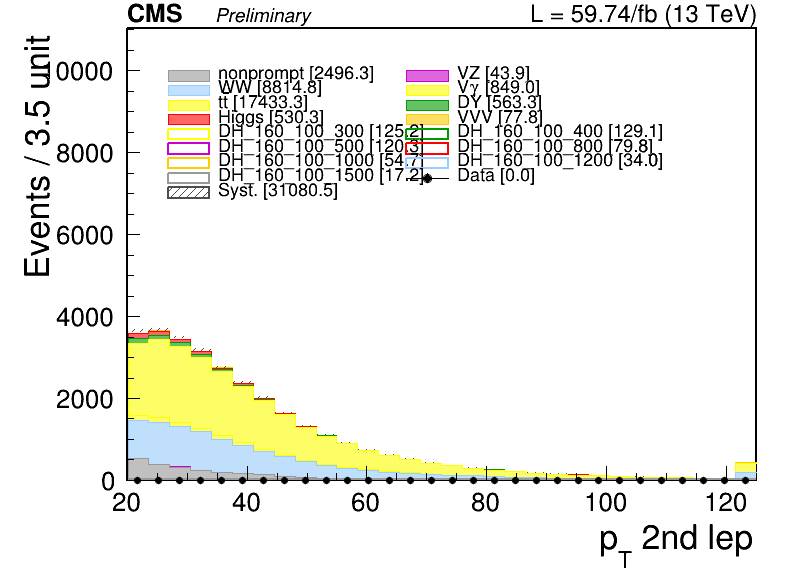 CMS Preliminary L = 59.74/fb (13 TeV)
Events / 3.5 unit
nonprompt [2496.3] VZ [43.9]
WW [8814.8] Vγ [849.0]
tt [17433.3] DY [563.3]
Higgs [530.3] VVV [77.8]
DH_160_100_300 [125.2] DH_160_100_400 [129.1]
DH_160_100_500 [120.3] DH_160_100_800 [79.8]
DH_160_100_1000 [54.7] DH_160_100_1200 [34.0]
DH_160_100_1500 [17.2] Data [0.0]
Syst. [31080.5]
10000
8000
6000
4000
2000
0
20 40 60 80 100 120
p_T 2nd lep